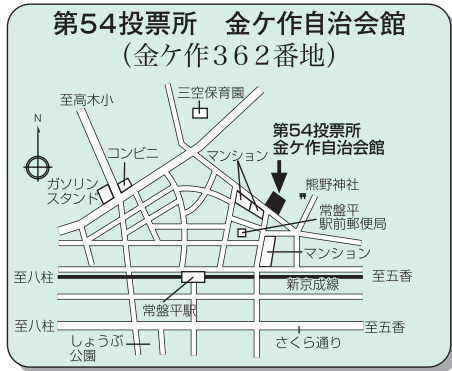 第54投票所　金ケ作自治会館
（金ケ作３６２番地）
至高木小
三空保育園
N
コンビニ
マンション
第54投票所
金ケ作自治会館
ガソリン
スタンド
熊野神社
常盤平
駅前郵便局
マンション
至八柱
至五香
新京成線
常盤平駅
至八柱
至五香
しょうぶ
公園
さくら通り